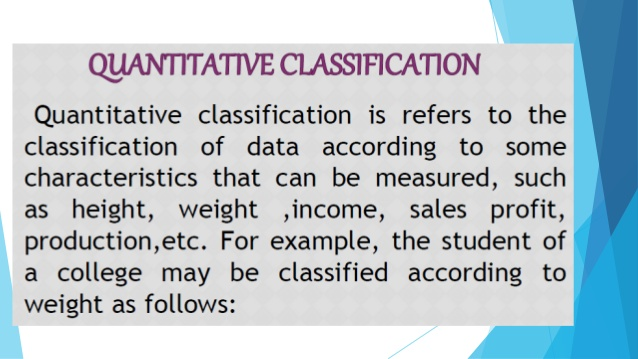 QUANTITATIVE CLASSIFICATION
Quantitative classification is refers to the
classification of data according to some
characteristics that can be measured, such
as height, weight ,income, sales profit,
production,etc. For example, the student of
a college may be classified according to
weight as follows: